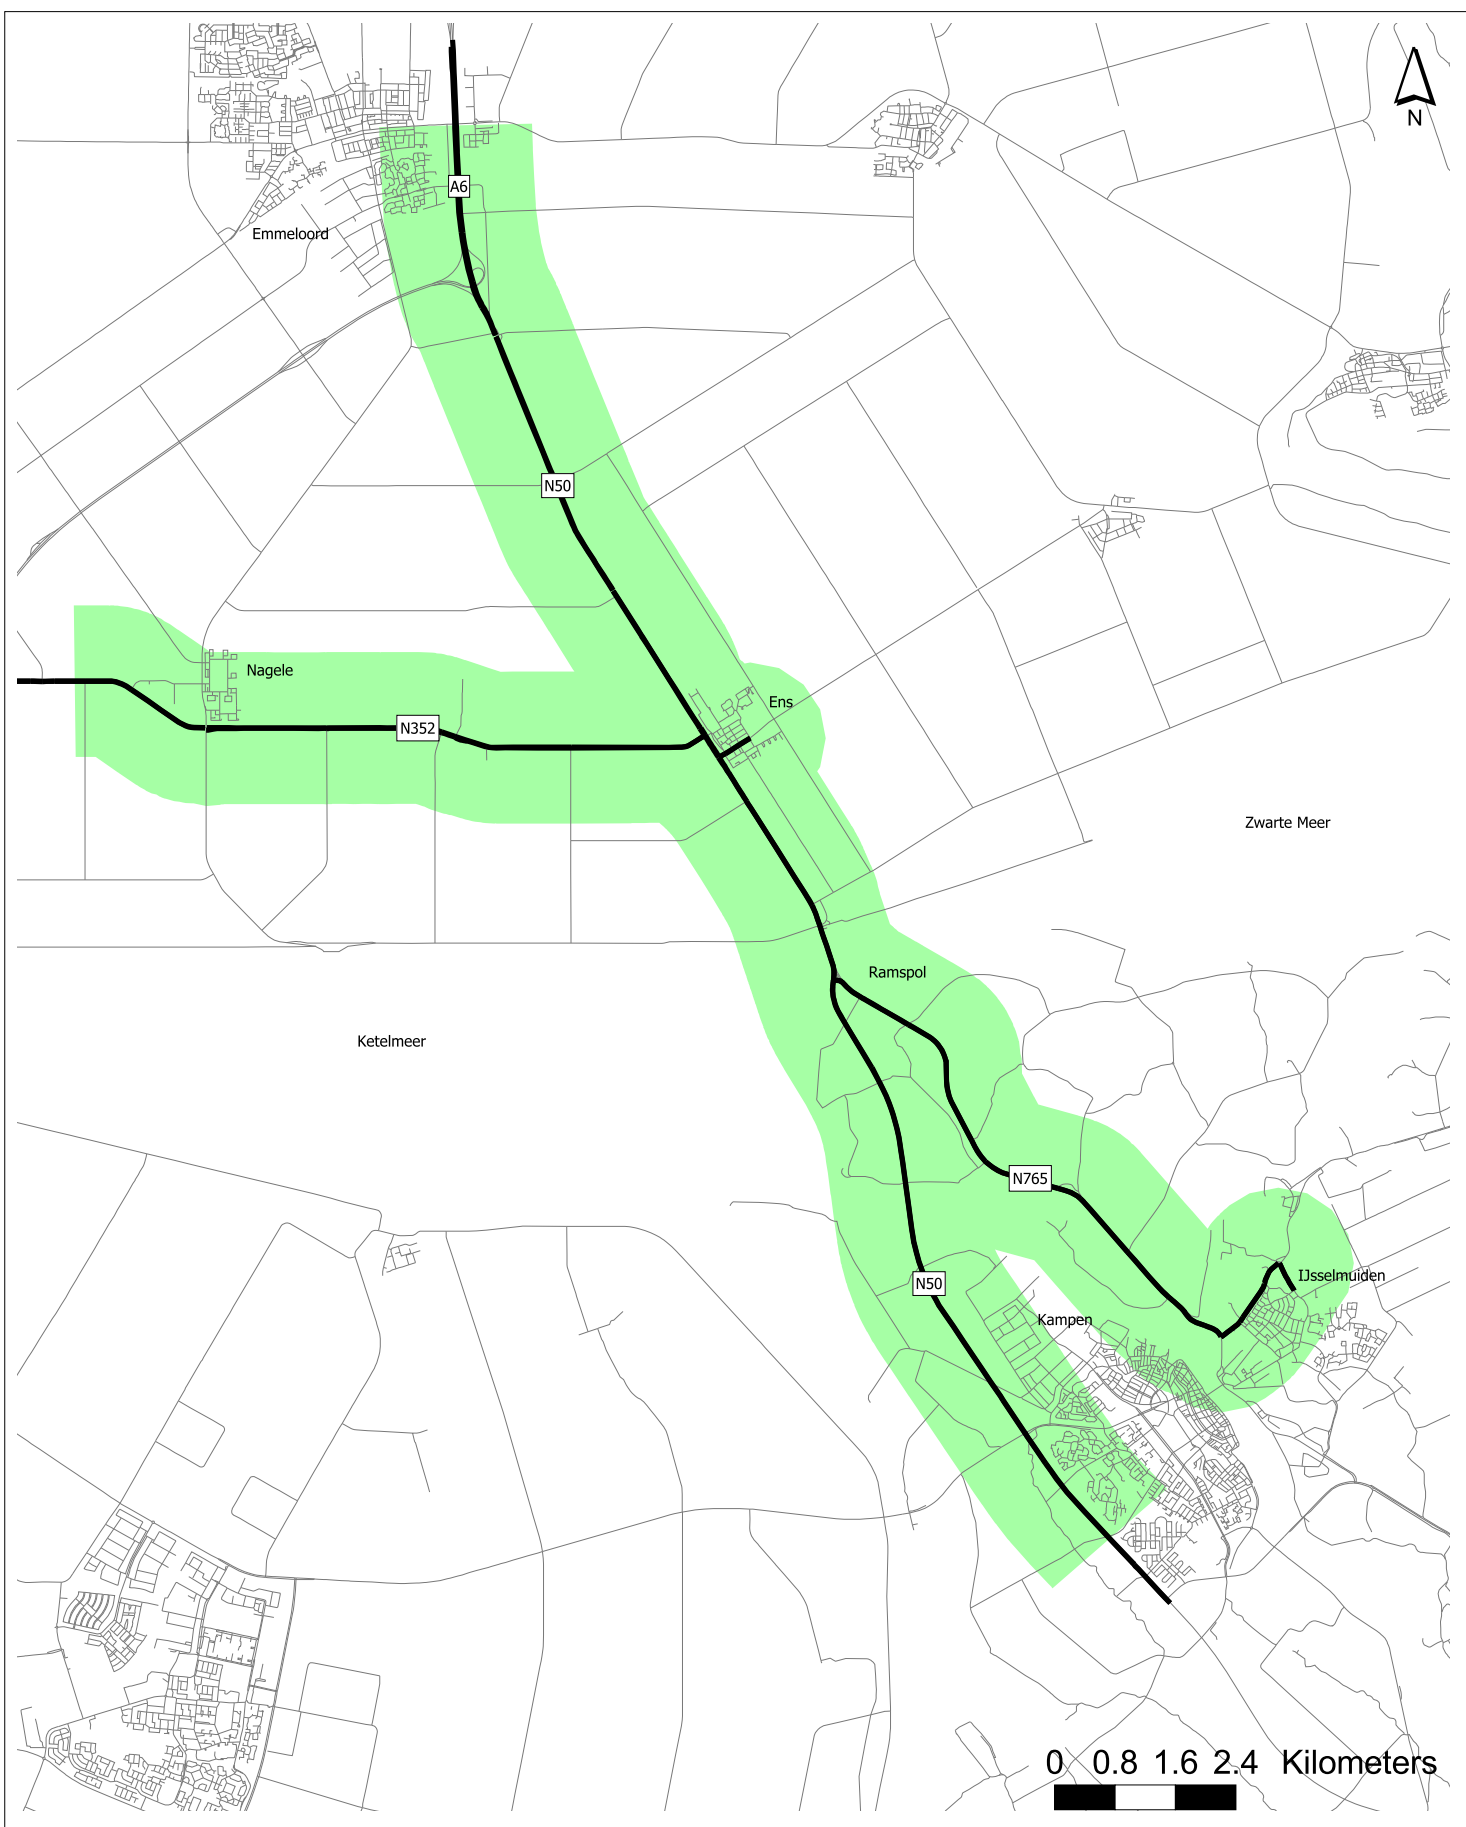 N
A6
Emmeloord
N50
Nagele
Ens
N352
Zwarte Meer
Ramspol
Ketelmeer
N765
IJsselmuiden
N50
Kampen
0 0.8 1.6 2.4 Kilometers